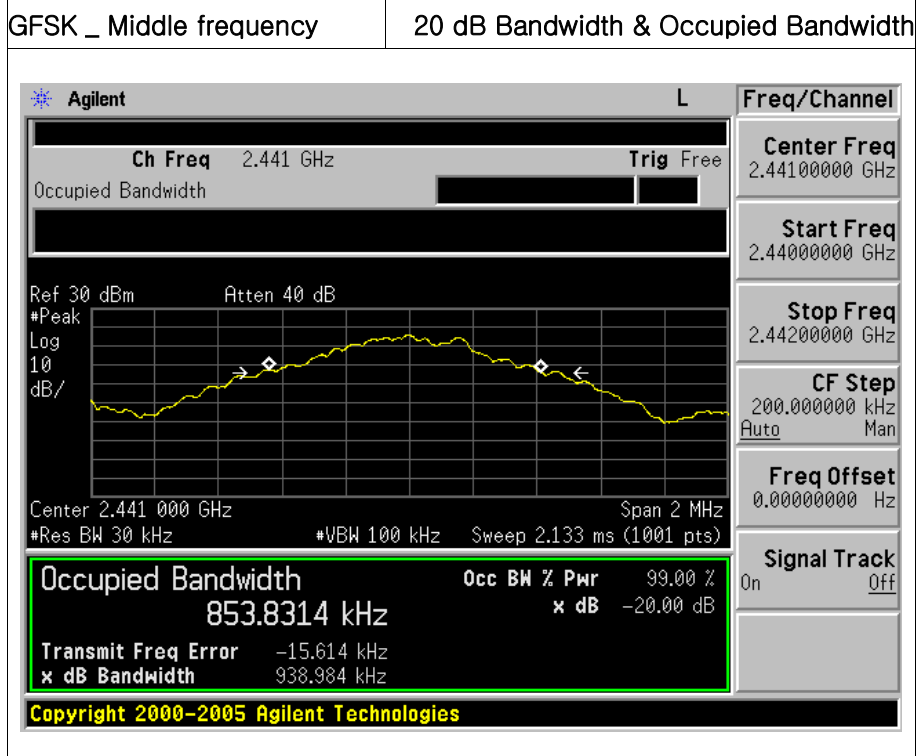 GFSK _ Middle frequency 20 dB Bandwidth & Occupied Bandwidth
Agilent L Freq/Channel
Ch Freq 2.441 GHz Trig Free
Occupied Bandwidth
Center Freq
2.44100000 GHz
Start Freq
2.44000000 GHz
Stop Freq
2.44200000 GHz
CF Step
200.000000 kHz
Auto Man
Freq Offset
0.00000000 Hz
Signal Track
On Off
Ref 30 dBm Atten 40 dB
#Peak
Log
10
dB/
Center 2.441 000 GHz Span 2 MHz
#Res BW 30 kHz #VBW 100 kHz Sweep 2.133 ms (1001 pts)
Occupied Bandwidth Occ BW % Pwr 99.00 %
853.8314 kHz x dB -20.00 dB
Transmit Freq Error -15.614 kHz
x dB Bandwidth 938.984 kHz
Copyright 2000-2005 Agilent Technologies